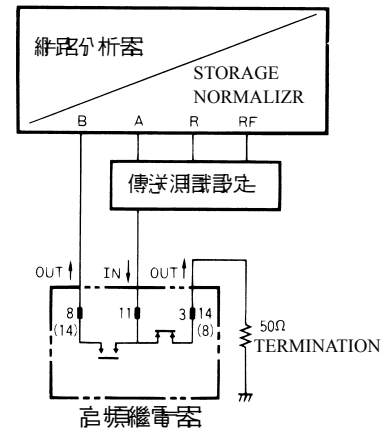 網路分析器
STORAGE
NORMALIZR
B A R RF
傳送測試設定
OUT IN OUT
8 11 3 14
(14) (8)
50Ω
TERMINATION
高頻繼電器